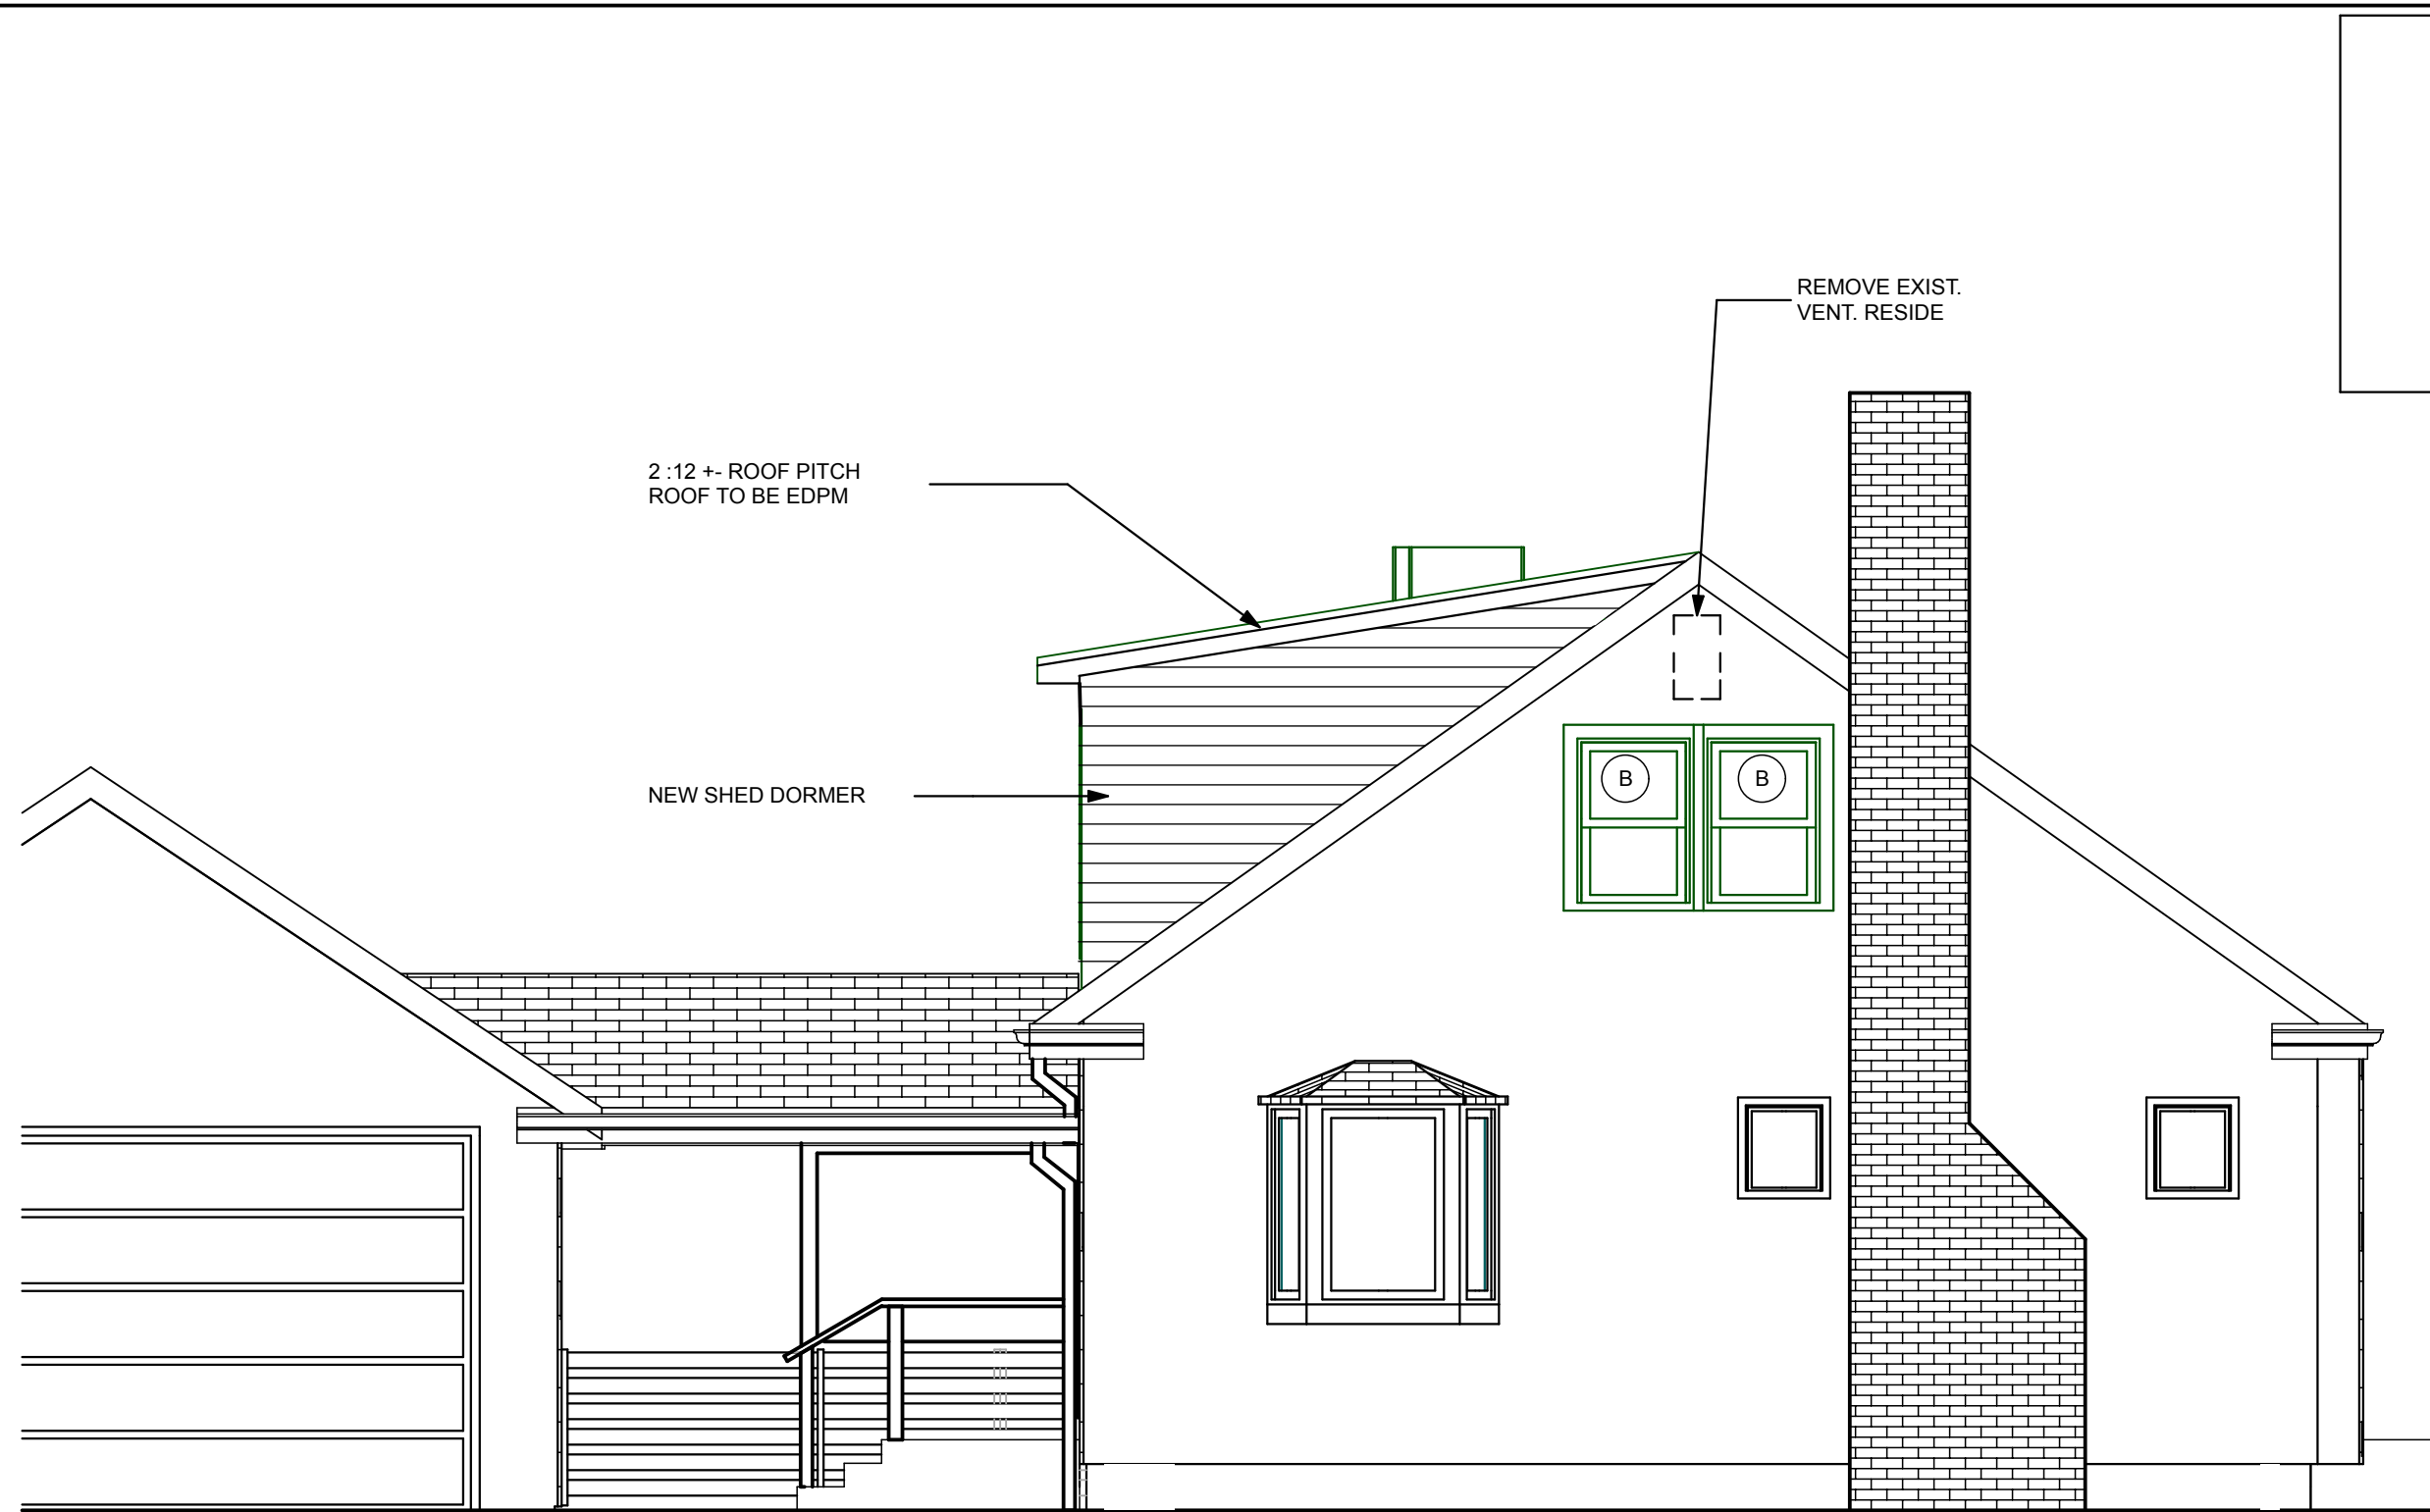 REMOVE EXIST.
VENT. RESIDE
2 :12 +- ROOF PITCH
ROOF TO BE EDPM
NEW SHED DORMER
B
B